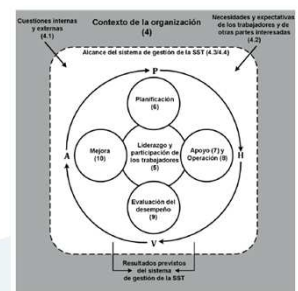 Cuestiones internas
y externas
(4.1)
Contexto de la organización
(4)
Necesidades y expectativas
de los trabajadores y de
otras partes interesadas
(4.2)
Alcance del sistema de gestión de la SST (4.3/4.4)
P
Planificación
(6)
A
Mejora
(10)
Liderazgo y
participación de
los trabajadores
(5)
Apoyo (7) y
Operación (8)
H
Evaluación del
desempeño
(9)
V
Resultados previstos
del sistema
de gestión de la SST